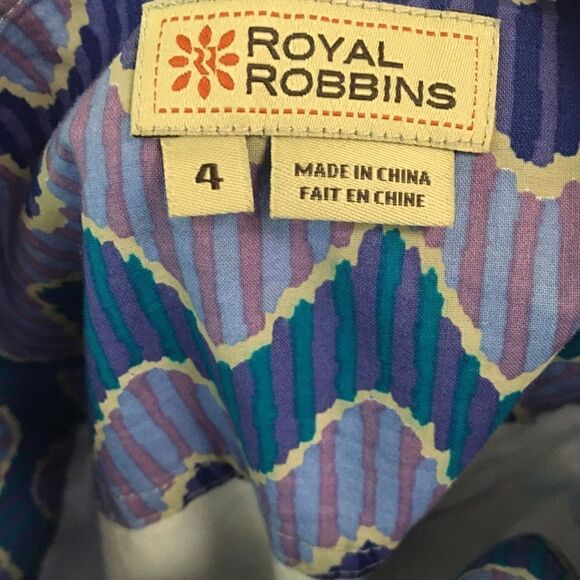 ROYAL
ROBBINS
4
MADE IN CHINA
FAIT EN CHINE